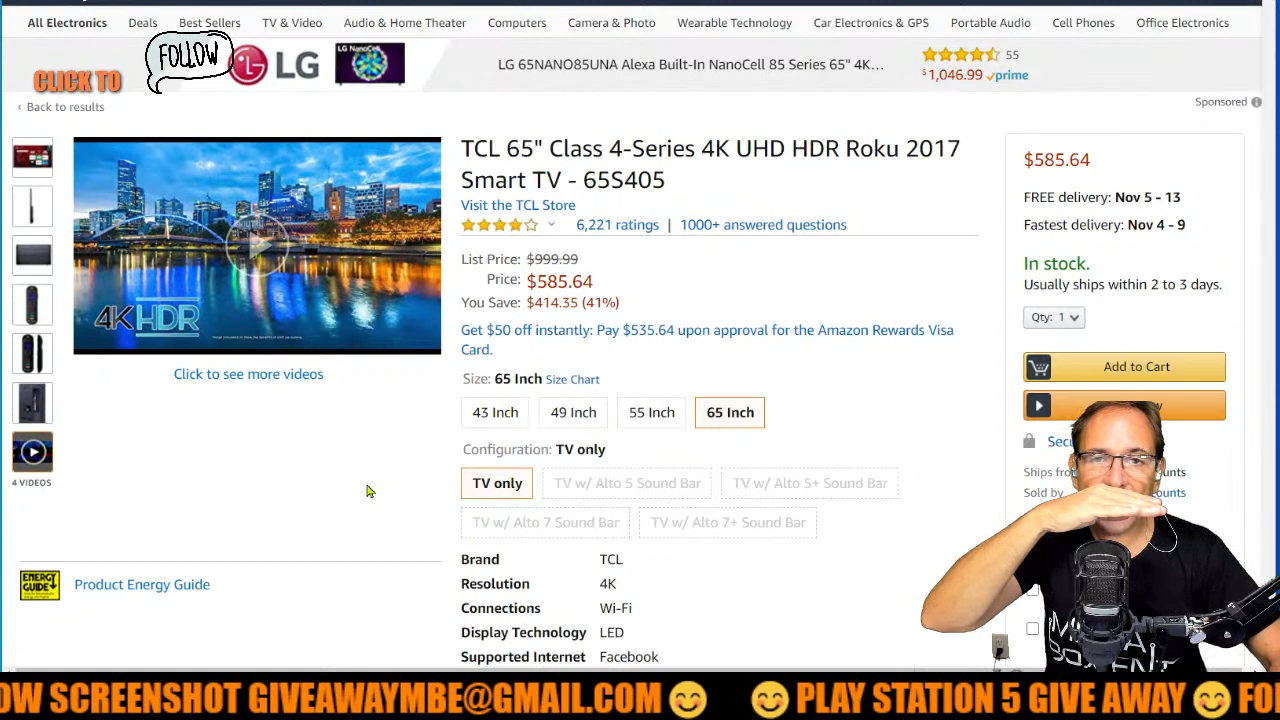 All Electronics Deals Best Sellers TV & Video Audio & Home Theater Computers Camera & Photo Wearable Technology Car Electronics & GPS Portable Audio Cell Phones Office Electronics
CLICK TO
FOLLOW
LG
LG NanoCell
LG 65NANO85UNA Alexa Built-In NanoCell 85 Series 65" 4K…
55
$1,046.99 prime
‹ Back to results
Sponsored
TCL 65" Class 4-Series 4K UHD HDR Roku 2017
Smart TV - 65S405
Visit the TCL Store
6,221 ratings | 1000+ answered questions
List Price: $999.99
Price: $585.64
You Save: $414.35 (41%)
Get $50 off instantly: Pay $535.64 upon approval for the Amazon Rewards Visa
Card.
Size: 65 Inch Size Chart
43 Inch 49 Inch 55 Inch 65 Inch
Configuration: TV only
TV only TV w/ Alto 5 Sound Bar TV w/ Alto 5+ Sound Bar
TV w/ Alto 7 Sound Bar TV w/ Alto 7+ Sound Bar
Brand TCL
Resolution 4K
Connections Wi-Fi
Display Technology LED
Supported Internet Facebook
4K HDR
Click to see more videos
4 VIDEOS
ENERGY GUIDE
Product Energy Guide
$585.64
FREE delivery: Nov 5 - 13
Fastest delivery: Nov 4 - 9
In stock.
Usually ships within 2 to 3 days.
Qty: 1
Add to Cart
Sold by
OW SCREENSHOT GIVEAWAYMBE@GMAIL.COM 😊 😊 PLAY STATION 5 GIVE AWAY 😊 FO